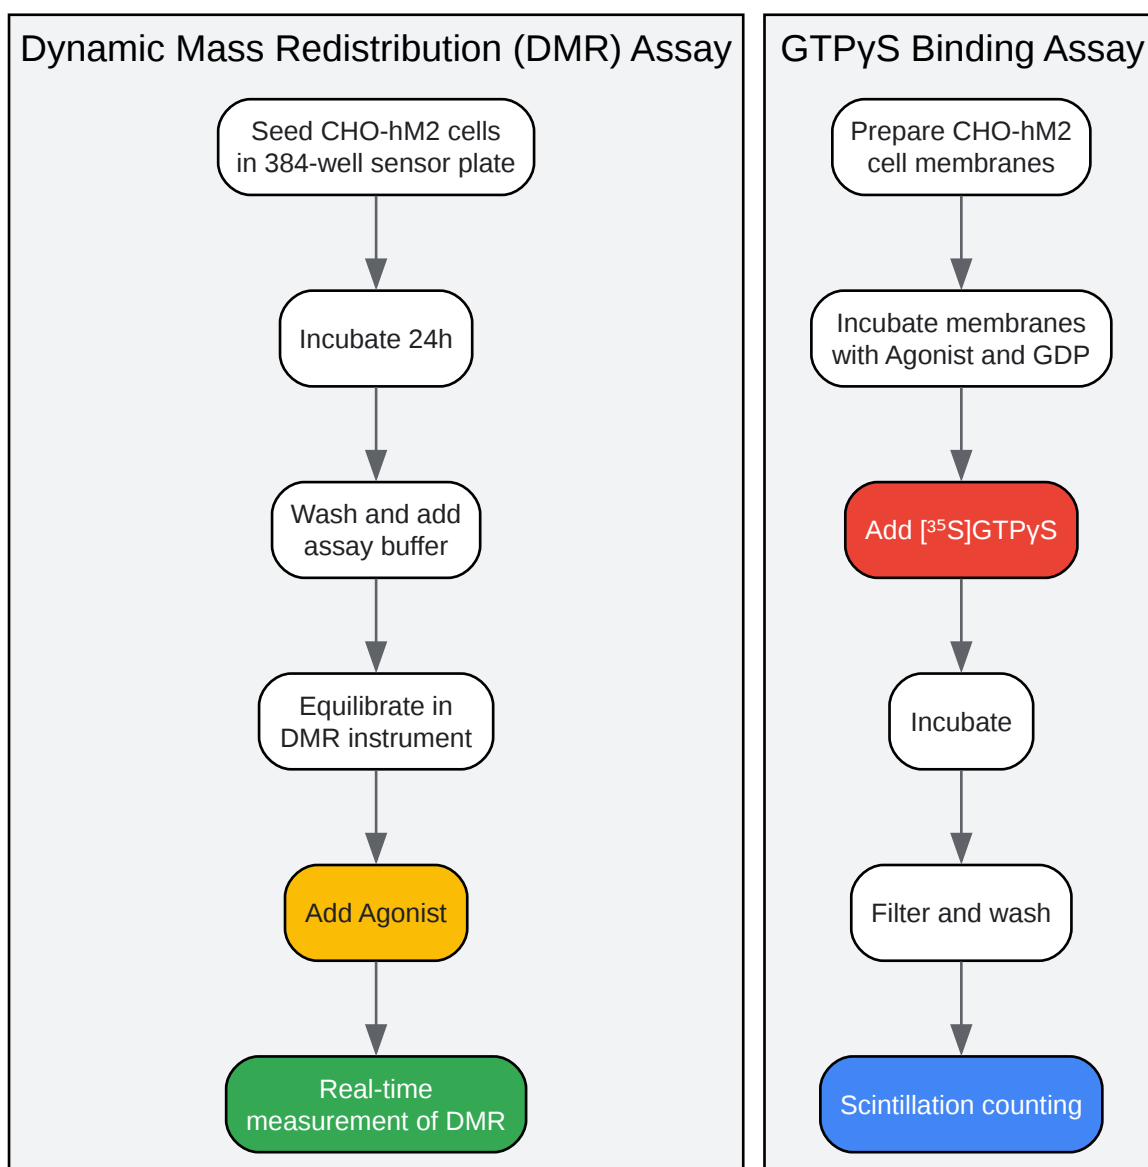 Dynamic Mass Redistribution (DMR) Assay
Seed CHO-hM2 cells
in 384-well sensor plate
Incubate 24h
Wash and add
assay buffer
Equilibrate in
DMR instrument
Add Agonist
Real-time
measurement of DMR
GTPγS Binding Assay
Prepare CHO-hM2
cell membranes
Incubate membranes
with Agonist and GDP
Add [³⁵S]GTPγS
Incubate
Filter and wash
Scintillation counting